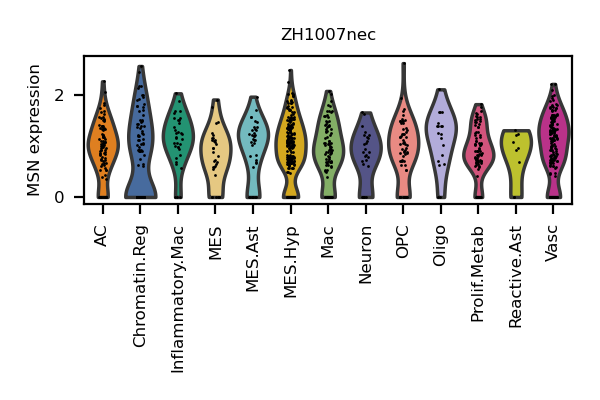 ZH1007nec
MSN expression
2
0
AC
Chromatin.Reg
Inflammatory.Mac
MES
MES.Ast
MES.Hyp
Mac
Neuron
OPC
Oligo
Prolif.Metab
Reactive.Ast
Vasc